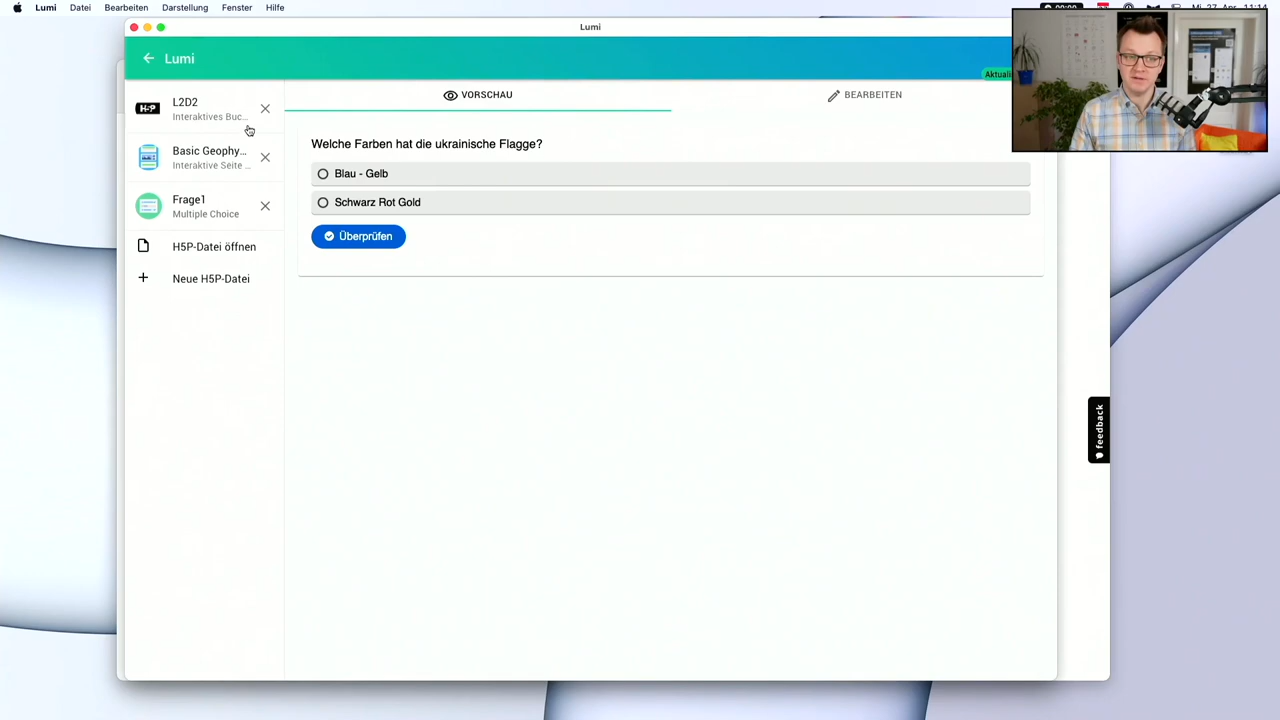 Lumi Datei Bearbeiten Darstellung Fenster Hilfe
Lumi
Lumi
L2D2
Interaktives Buc...
VORSCHAU
BEARBEITEN
Basic Geophy...
Interaktive Seite ...
Welche Farben hat die ukrainische Flagge?
Blau - Gelb
Frage1
Multiple Choice
Schwarz Rot Gold
Überprüfen
H5P-Datei öffnen
Neue H5P-Datei
feedback